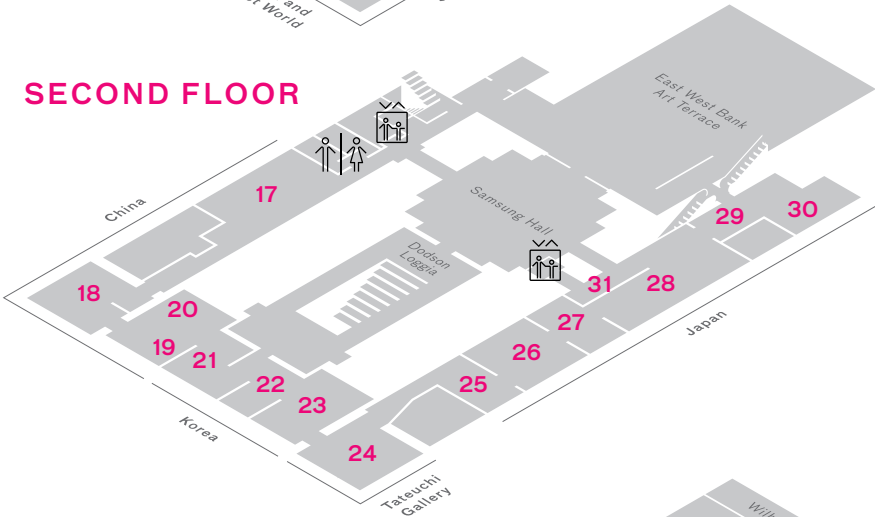 and
st World
SECOND FLOOR
East West Bank
Art Terrace
China
17
Samsung Hall
29
30
Dodson
Loggia
18
20
31
28
19
21
27
Japan
26
22
25
23
Korea
24
Tateuchi
Gallery